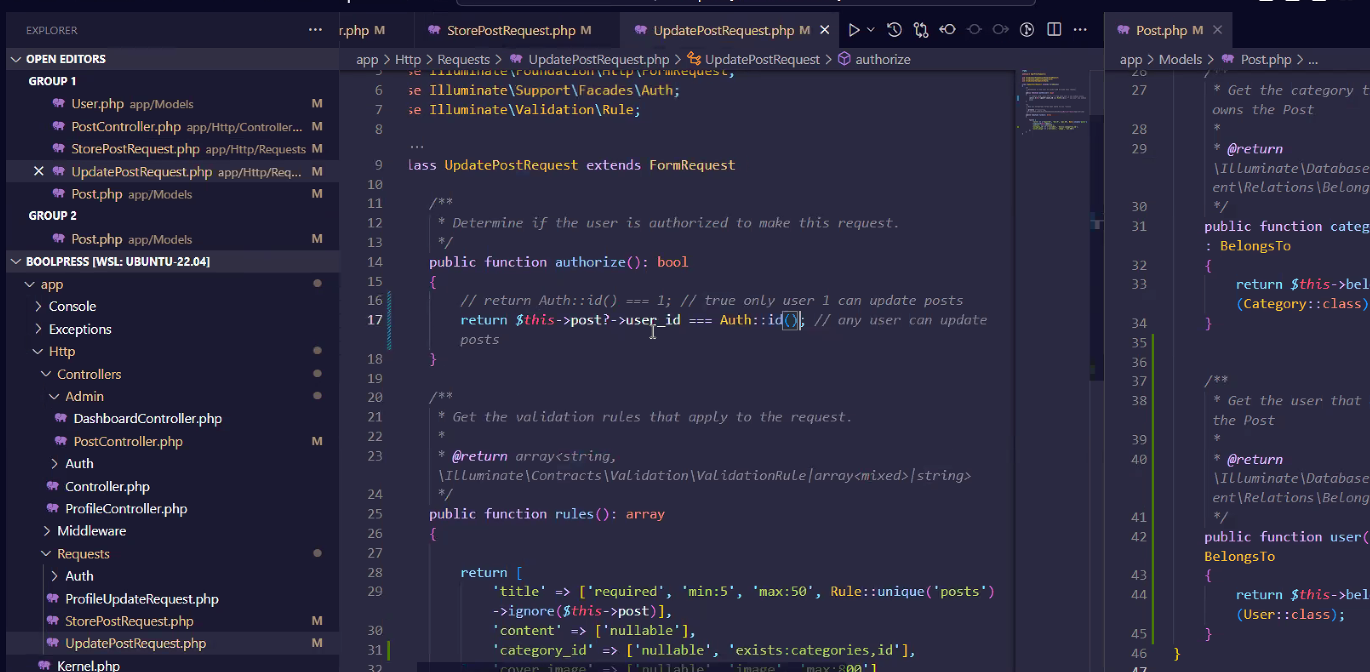 EXPLORER
OPEN EDITORS
GROUP 1
User.php app/Models M
PostController.php app/Http/Controller... M
StorePostRequest.php app/Http/Requests M
UpdatePostRequest.php app/Http/Req... M
Post.php app/Models M
GROUP 2
Post.php app/Models M
BOOLPRESS [WSL: UBUNTU-22.04]
app
Console
Exceptions
Http
Controllers
Admin
DashboardController.php
PostController.php M
Auth
Controller.php
ProfileController.php
Middleware
Requests
Auth
ProfileUpdateRequest.php
StorePostRequest.php M
UpdatePostRequest.php M
Kernel.php
r.php M StorePostRequest.php M UpdatePostRequest.php M
app > Http > Requests > UpdatePostRequest.php > UpdatePostRequest > authorize
5 se Illuminate\Foundation\Http\FormRequest;
6 se Illuminate\Support\Facades\Auth;
7 se Illuminate\Validation\Rule;
8
...
9 lass UpdatePostRequest extends FormRequest
10
11 /**
12 * Determine if the user is authorized to make this request.
13 */
14 public function authorize(): bool
15 {
16 // return Auth::id() === 1; // true only user 1 can update posts
17 return $this->post?->user_id === Auth::id(); // any user can update
posts
18 }
19
20 /**
21 * Get the validation rules that apply to the request.
22 *
23 * @return array<string,
\Illuminate\Contracts\Validation\ValidationRule|array<mixed>|string>
24 */
25 public function rules(): array
26 {
27
28 return [
29 'title' => ['required', 'min:5', 'max:50', Rule::unique('posts')
->ignore($this->post)],
30 'content' => ['nullable'],
31 'category_id' => ['nullable', 'exists:categories,id'],
32 'cover_image' => ['nullable', 'image', 'max:800'],
Post.php M
app > Models > Post.php > ...
26 /**
27 * Get the category t
owns the Post
28 *
29 * @return
\Illuminate\Database
ent\Relations\Belong
30 */
31 public function categ
: BelongsTo
32 {
33 return $this->bel
(Category::class)
34 }
35
36
37 /**
38 * Get the user that
the Post
39 *
40 * @return
\Illuminate\Databas
ent\Relations\Belong
41 */
42 public function user(
BelongsTo
43 {
44 return $this->bel
(User::class);
45 }
46 }
47